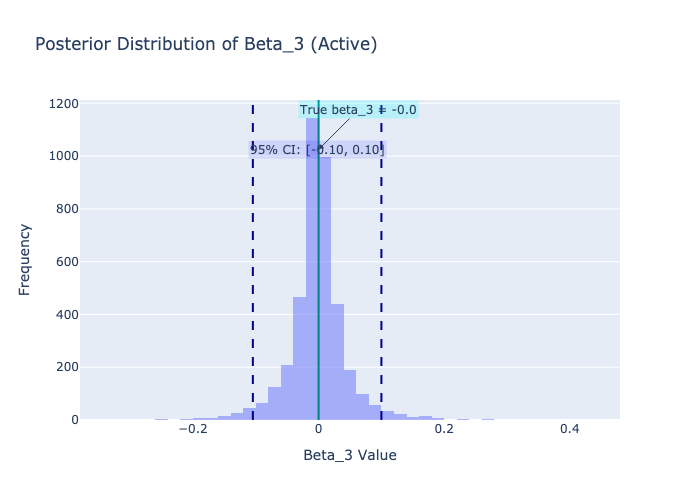 Posterior Distribution of Beta_3 (Active)
1200
True beta_3 = -0.0
95% CI: [-0.10, 0.10]
1000
800
600
400
200
0
Frequency
−0.2
0
0.2
0.4
Beta_3 Value